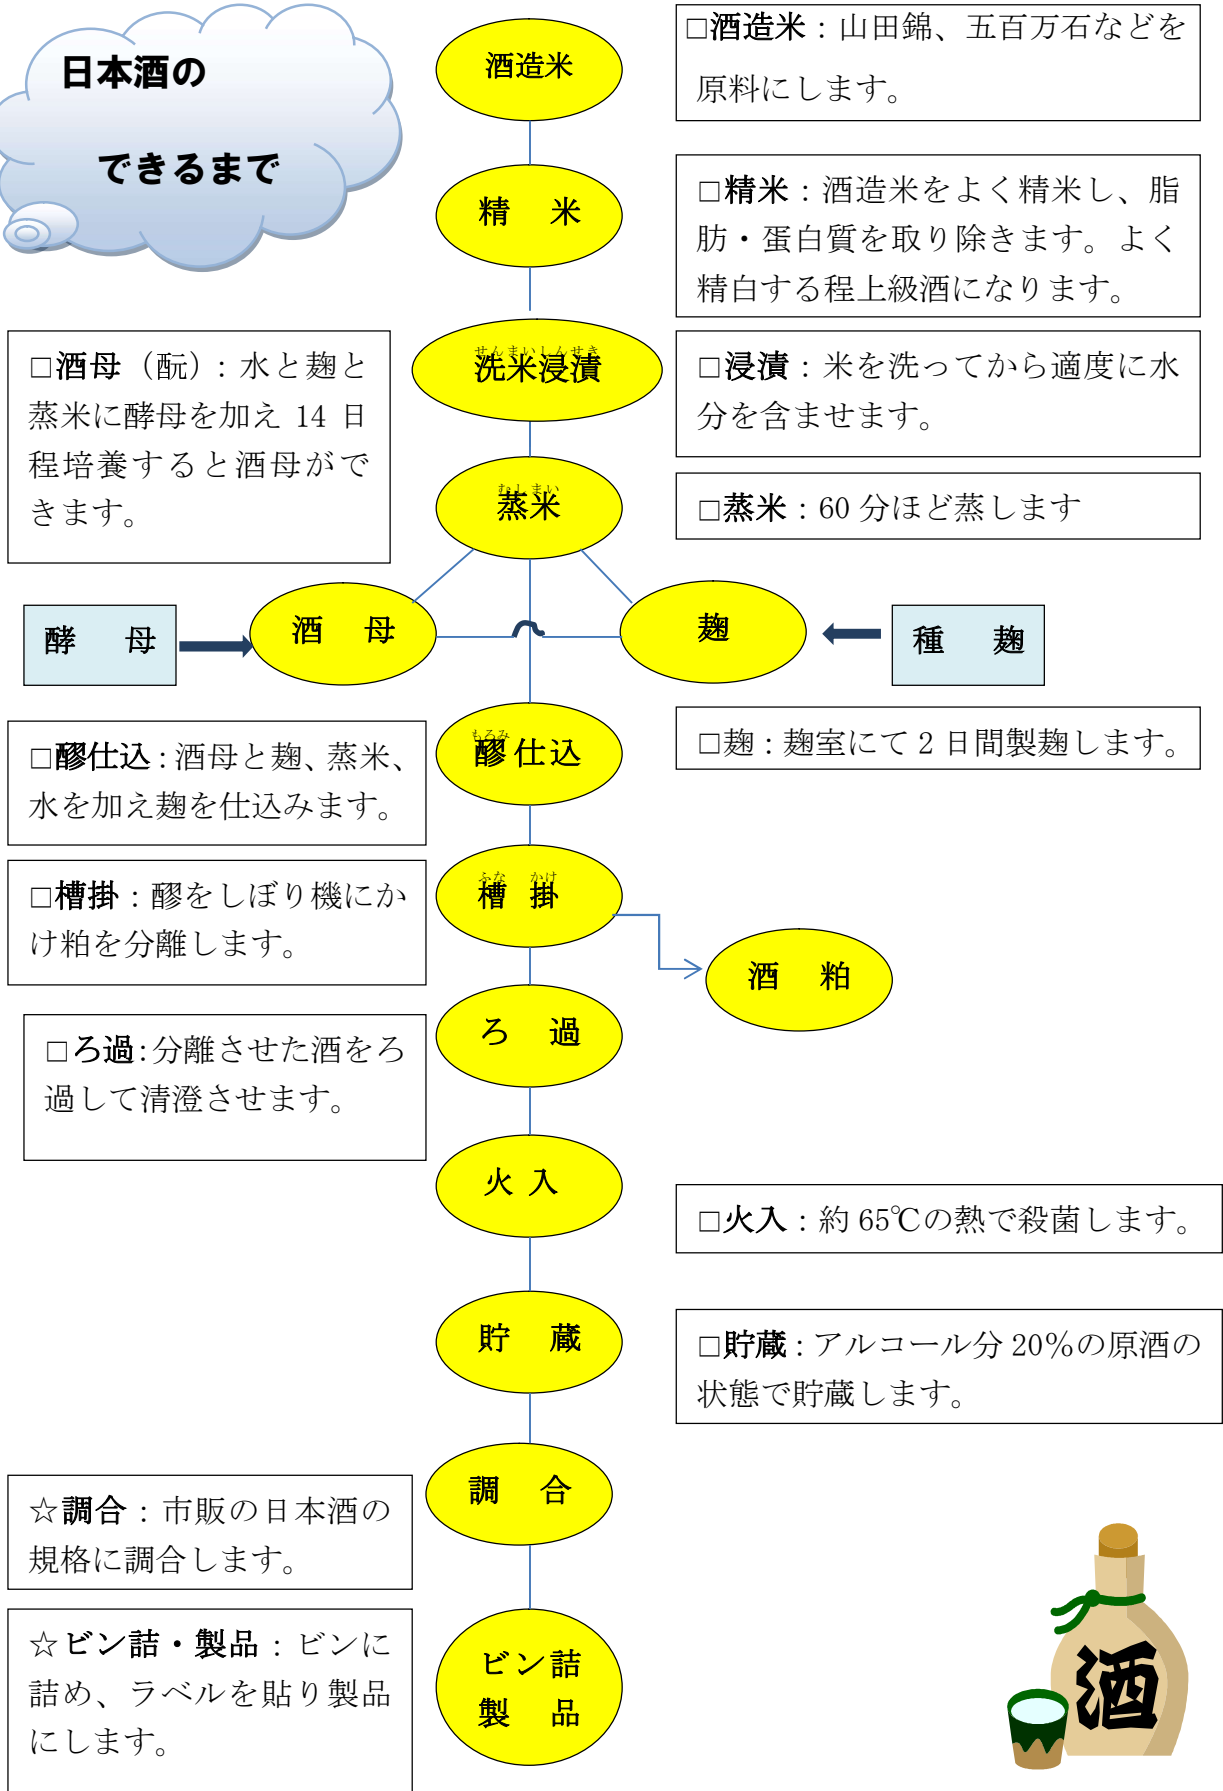 日本酒の
できるまで
酒造米
□酒造米：山田錦、五百万石などを
原料にします。
精 米
□精米：酒造米をよく精米し、脂
肪・蛋白質を取り除きます。よく
精白する程上級酒になります。
せんまいしんせき
洗米浸漬
□浸漬：米を洗ってから適度に水
分を含ませます。
□酒母（酛）：水と麹と
蒸米に酵母を加え 14 日
程培養すると酒母がで
きます。
むしまい
蒸米
□蒸米：60 分ほど蒸します
酵 母
酒 母
麹
種 麹
もろみ
醪仕込
□醪仕込：酒母と麹、蒸米、
水を加え麹を仕込みます。
□麹：麹室にて 2 日間製麹します。
ふな かけ
槽 掛
□槽掛：醪をしぼり機にか
け粕を分離します。
酒 粕
ろ 過
□ろ過：分離させた酒をろ
過して清澄させます。
火 入
□火入：約 65℃の熱で殺菌します。
貯 蔵
□貯蔵：アルコール分 20％の原酒の
状態で貯蔵します。
調 合
☆調合：市販の日本酒の
規格に調合します。
ビン詰
製 品
☆ビン詰・製品：ビンに
詰め、ラベルを貼り製品
にします。
酒